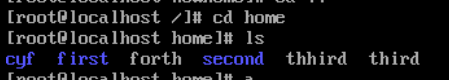 [root@localhost /]# cd home
[root@localhost home]# ls
cyf first forth second thhird third
[root@localhost home]# a